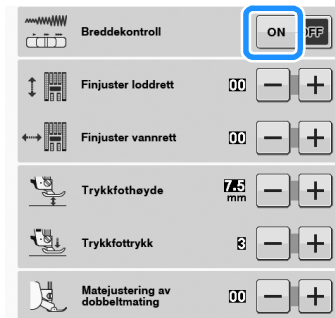 Breddekontroll ON OFF
Finjuster loddrett 00 − +
Finjuster vannrett 00 − +
Trykkfothøyde 7.5 mm − +
Trykkfottrykk 3 − +
Matejustering av
dobbeltmating 00 − +